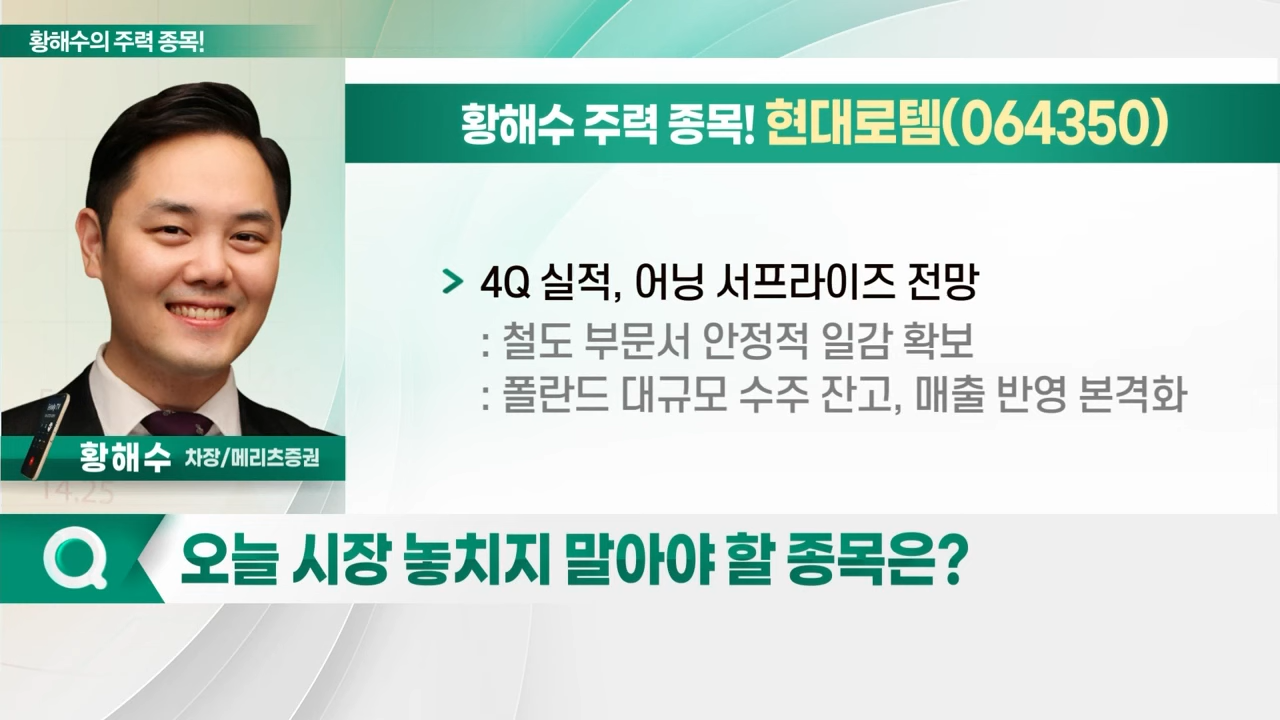 황해수의 주력 종목!
황해수 주력 종목! 현대로템(064350)
> 4Q 실적, 어닝 서프라이즈 전망
: 철도 부문서 안정적 일감 확보
: 폴란드 대규모 수주 잔고, 매출 반영 본격화
황해수 차장/메리츠증권
14.25
Q 오늘 시장 놓치지 말아야 할 종목은?